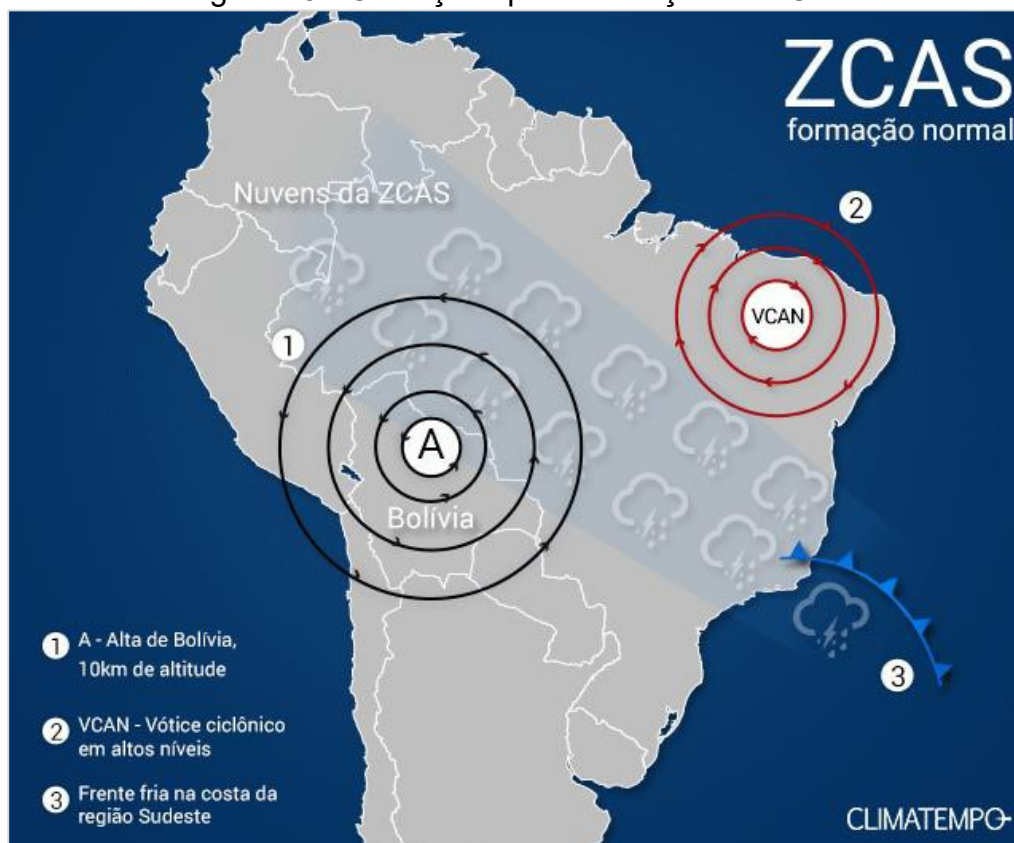 ZCAS
formação normal
Nuvens da ZCAS
2
VCAN
1
A
Bolívia
3
1 A - Alta de Bolívia,
10km de altitude
2 VCAN - Vótice ciclônico
em altos níveis
3 Frente fria na costa da
região Sudeste
CLIMATEMPO